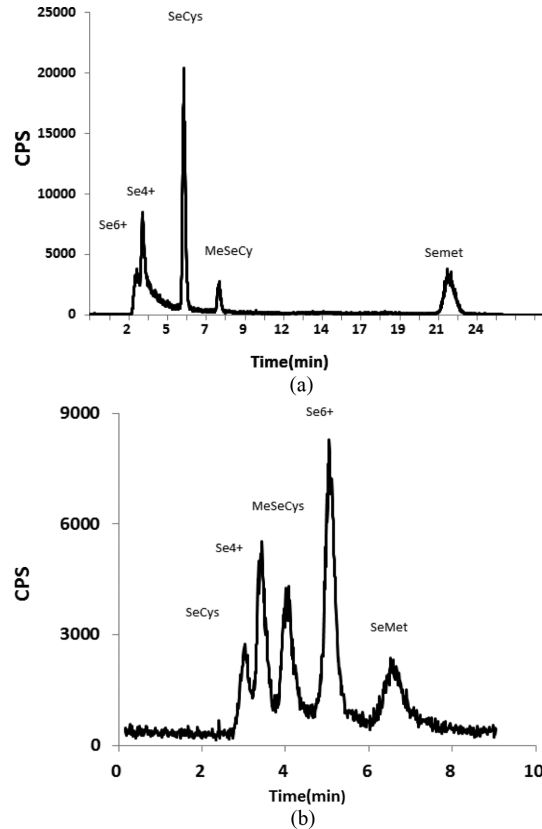 25000
SeCys
20000
15000
CPS
10000
Se4+
Se6+
5000
MeSeCy
Semet
0
2 4 6 7 9 12 14 17 19 21 24
Time(min)
(a)
9000
Se6+
MeSeCys
6000
Se4+
CPS
SeCys
SeMet
3000
0
0 2 4 6 8 10
Time(min)
(b)